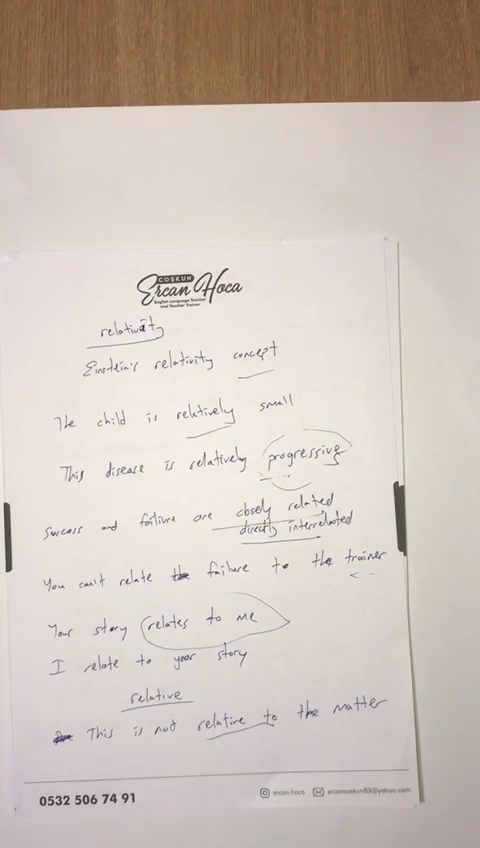 COSKUN
Ercan Hoca
English Language Teacher
and Teacher Trainer
relativity
Einstein's relativity concept
The child is relatively small
This disease is relatively progressing
success and failure are closely related
directly interrelated
You can't relate failure to the trainer
Your story relates to me
I relate to your story
relative
This is not relative to the matter
0532 506 74 91
ercan.hoca
ercancoskun83@yahoo.com